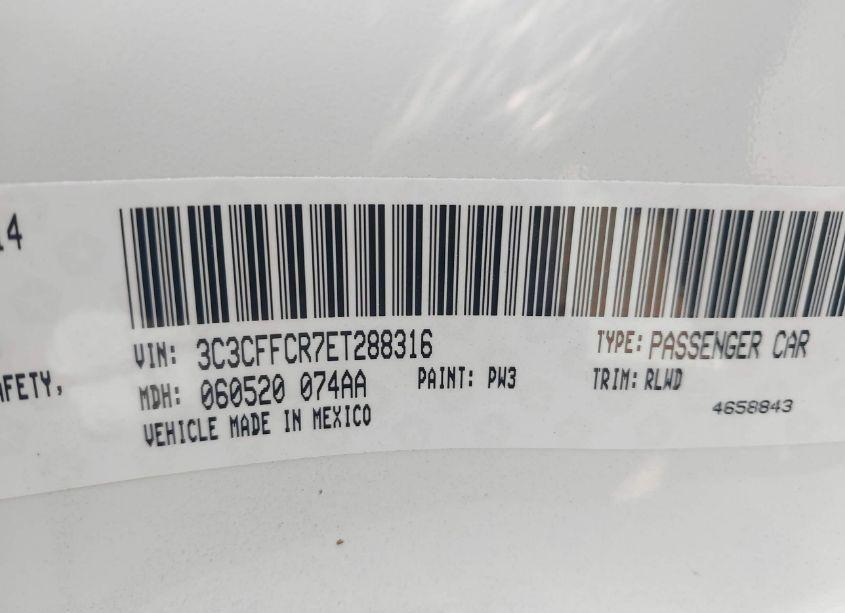 14
VIN: 3C3CFFCR7ET288316 TYPE: PASSENGER CAR
AFETY, MDH: 060520 074AA PAINT: PW3 TRIM: RLWD
VEHICLE MADE IN MEXICO 4658843